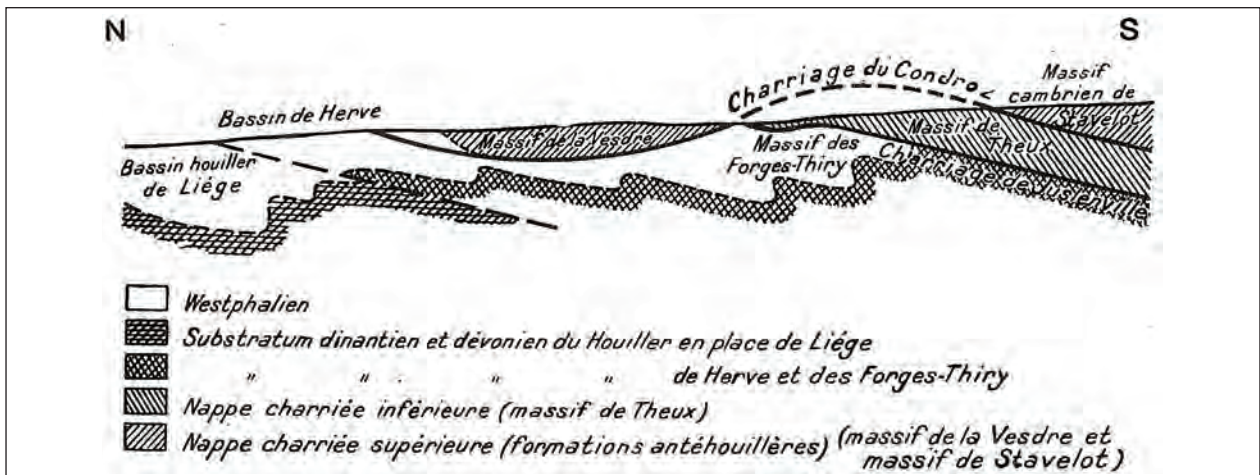 N
S
Charriage du Condroz
Massif
cambrien de
Stavelot
Bassin de Herve
Massif de la Vesdre
Massif de
Theux
Bassin houiller
de Liége
Massif des
Forges-Thiry
Charriage de Jusienville
Westphalien
Substratum dinantien et dévonien du Houiller en place de Liége
" " " " de Herve et des Forges-Thiry
Nappe charriée inférieure (massif de Theux)
Nappe charriée supérieure (formations antéhouillères) (massif de la Vesdre et
massif de Stavelot)